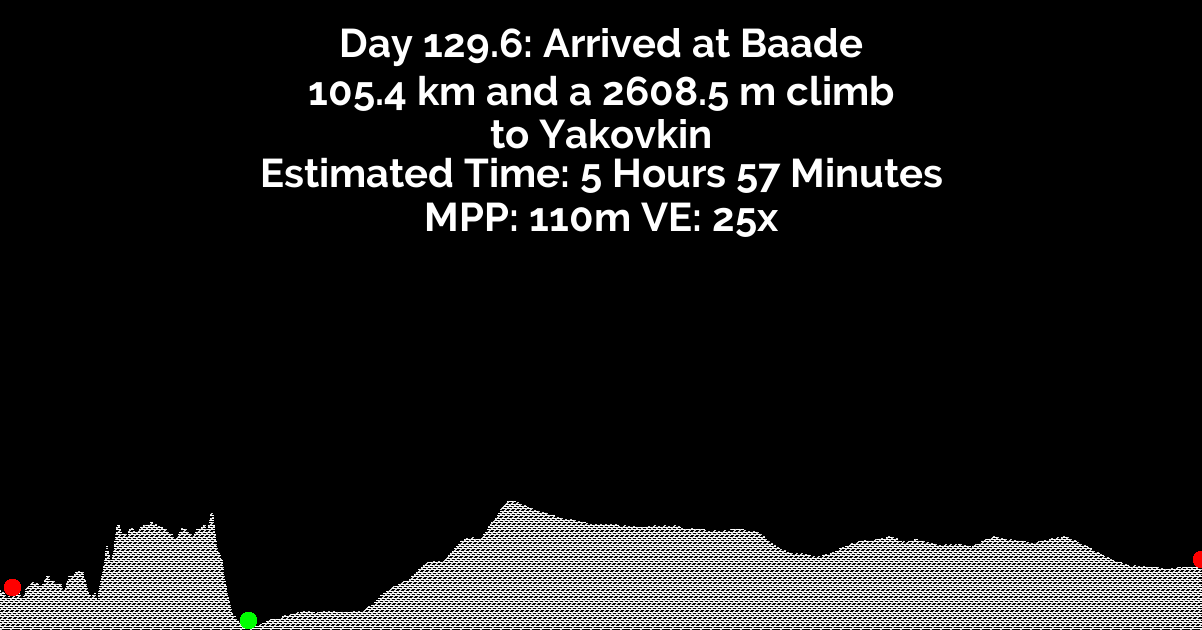 Day 129.6: Arrived at Baade
105.4 km and a 2608.5 m climb
to Yakovkin
Estimated Time: 5 Hours 57 Minutes
MPP: 110m VE: 25x